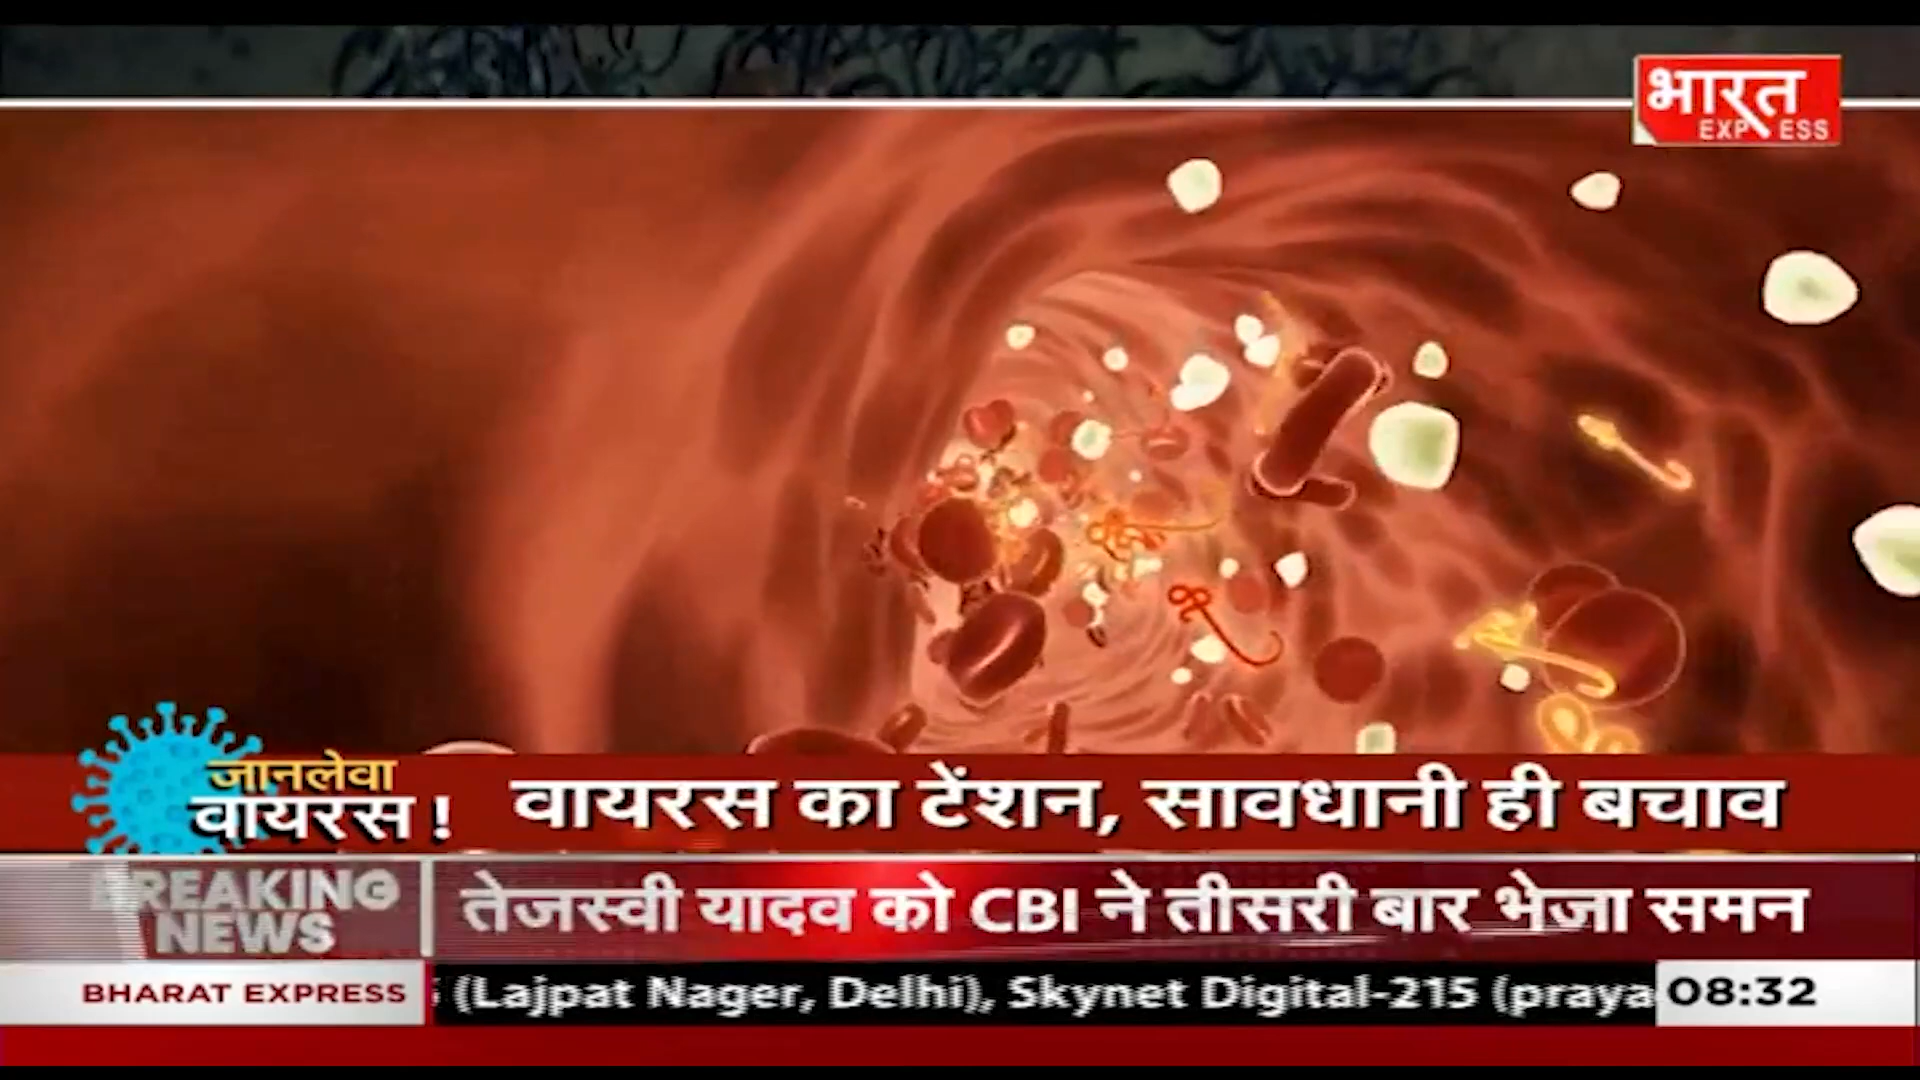 भारत
EXPRESS
जानलेवा
वायरस !
वायरस का टेंशन, सावधानी ही बचाव
BREAKING
NEWS
तेजस्वी यादव को CBI ने तीसरी बार भेजा समन
BHARAT EXPRESS
(Lajpat Nager, Delhi), Skynet Digital-215 (praya
08:32